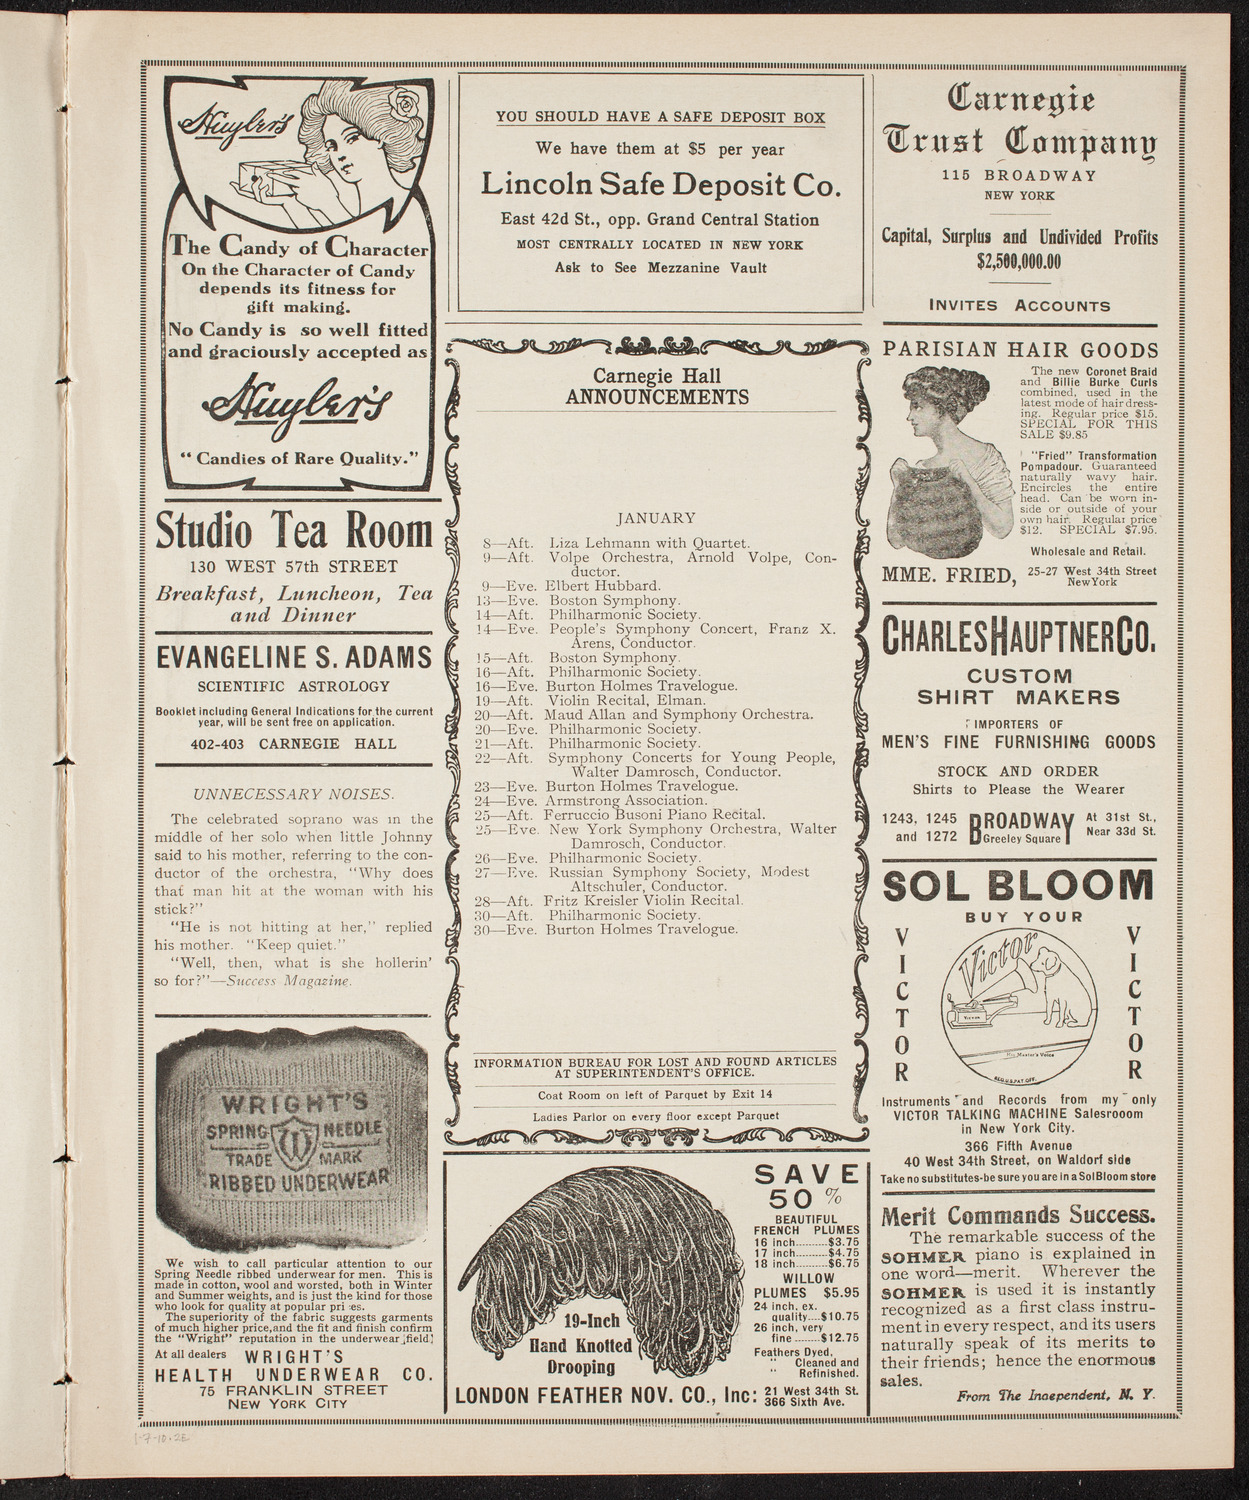 Huyler's
The Candy of Character
On the Character of Candy
depends its fitness for
gift making.
No Candy is so well fitted
and graciously accepted as
Huyler's
"Candies of Rare Quality."
Studio Tea Room
130 WEST 57th STREET
Breakfast, Luncheon, Tea
and Dinner
EVANGELINE S. ADAMS
SCIENTIFIC ASTROLOGY
Booklet including General Indications for the current
year, will be sent free on application.
402-403 CARNEGIE HALL
UNNECESSARY NOISES.
The celebrated soprano was in the
middle of her solo when little Johnny
said to his mother, referring to the con-
ductor of the orchestra, "Why does
that man hit at the woman with his
stick?"
"He is not hitting at her," replied
his mother. "Keep quiet."
"Well, then, what is she hollerin'
so for?"—Success Magazine.
WRIGHT'S
SPRING NEEDLE
TRADE MARK
RIBBED UNDERWEAR
We wish to call particular attention to our
Spring Needle ribbed underwear for men. This is
made in cotton, wool and worsted, both in Winter
and Summer weights, and is just the kind for those
who look for quality at popular pri es.
The superiority of the fabric suggests garments
of much higher price,and the fit and finish confirm
the "Wright" reputation in the underwear field.
At all dealers WRIGHT'S
HEALTH UNDERWEAR CO.
75 FRANKLIN STREET
NEW YORK CITY
YOU SHOULD HAVE A SAFE DEPOSIT BOX
We have them at $5 per year
Lincoln Safe Deposit Co.
East 42d St., opp. Grand Central Station
MOST CENTRALLY LOCATED IN NEW YORK
Ask to See Mezzanine Vault
Carnegie Hall
ANNOUNCEMENTS
JANUARY
8—Aft. Liza Lehmann with Quartet.
9—Aft. Volpe Orchestra, Arnold Volpe, Con-
ductor.
9—Eve. Elbert Hubbard.
13—Eve. Boston Symphony.
14—Aft. Philharmonic Society.
14—Eve. People's Symphony Concert, Franz X.
Arens, Conductor.
15—Aft. Boston Symphony.
16—Aft. Philharmonic Society.
16—Eve. Burton Holmes Travelogue.
19—Aft. Violin Recital, Elman.
20—Aft. Maud Allan and Symphony Orchestra.
20—Eve. Philharmonic Society.
21—Aft. Philharmonic Society.
22—Aft. Symphony Concerts for Young People,
Walter Damrosch, Conductor.
23—Eve. Burton Holmes Travelogue.
24—Eve. Armstrong Association.
25—Aft. Ferruccio Busoni Piano Recital.
25—Eve. New York Symphony Orchestra, Walter
Damrosch, Conductor.
26—Eve. Philharmonic Society.
27—Eve. Russian Symphony Society, Modest
Altschuler, Conductor.
28—Aft. Fritz Kreisler Violin Recital.
30—Aft. Philharmonic Society.
30—Eve. Burton Holmes Travelogue.
INFORMATION BUREAU FOR LOST AND FOUND ARTICLES
AT SUPERINTENDENT'S OFFICE.
Coat Room on left of Parquet by Exit 14
Ladies Parlor on every floor except Parquet
19-Inch
Hand Knotted
Drooping
SAVE
50 %
BEAUTIFUL
FRENCH PLUMES
16 inch..........$3.75
17 inch..........$4.75
18 inch..........$6.75
WILLOW
PLUMES $5.95
24 inch, ex.
quality....$10.75
26 inch, very
fine ........$12.75
Feathers Dyed,
" Cleaned and
" Refinished.
LONDON FEATHER NOV. CO., Inc: 21 West 34th St.
366 Sixth Ave.
Carnegie
Trust Company
115 BROADWAY
NEW YORK
Capital, Surplus and Undivided Profits
$2,500,000.00
INVITES ACCOUNTS
PARISIAN HAIR GOODS
The new Coronet Braid
and Billie Burke Curls
combined, used in the
latest mode of hair dress-
ing. Regular price $15,
SPECIAL FOR THIS
SALE $9.85
"Fried" Transformation
Pompadour. Guaranteed
naturally wavy hair.
Encircles the entire
head. Can be worn in-
side or outside of your
own hair. Regular price
$12. SPECIAL $7.95.
Wholesale and Retail.
MME. FRIED, 25-27 West 34th Street
NewYork
CHARLES HAUPTNER CO.
CUSTOM
SHIRT MAKERS
IMPORTERS OF
MEN'S FINE FURNISHING GOODS
STOCK AND ORDER
Shirts to Please the Wearer
1243, 1245 and 1272 BROADWAY Greeley Square At 31st St., Near 33d St.
SOL BLOOM
BUY YOUR
VICTOR
Victor
Victor
His Master's Voice
REG.U.S.PAT.OFF.
VICTOR
Instruments and Records from my only
VICTOR TALKING MACHINE Salesrooom
in New York City.
366 Fifth Avenue
40 West 34th Street, on Waldorf side
Take no substitutes-be sure you are in a Sol Bloom store
Merit Commands Success.
The remarkable success of the
SOHMER piano is explained in
one word—merit. Wherever the
SOHMER is used it is instantly
recognized as a first class instru-
ment in every respect, and its users
naturally speak of its merits to
their friends; hence the enormous
sales.
From The Independent, N. Y.
1-7-10.2E